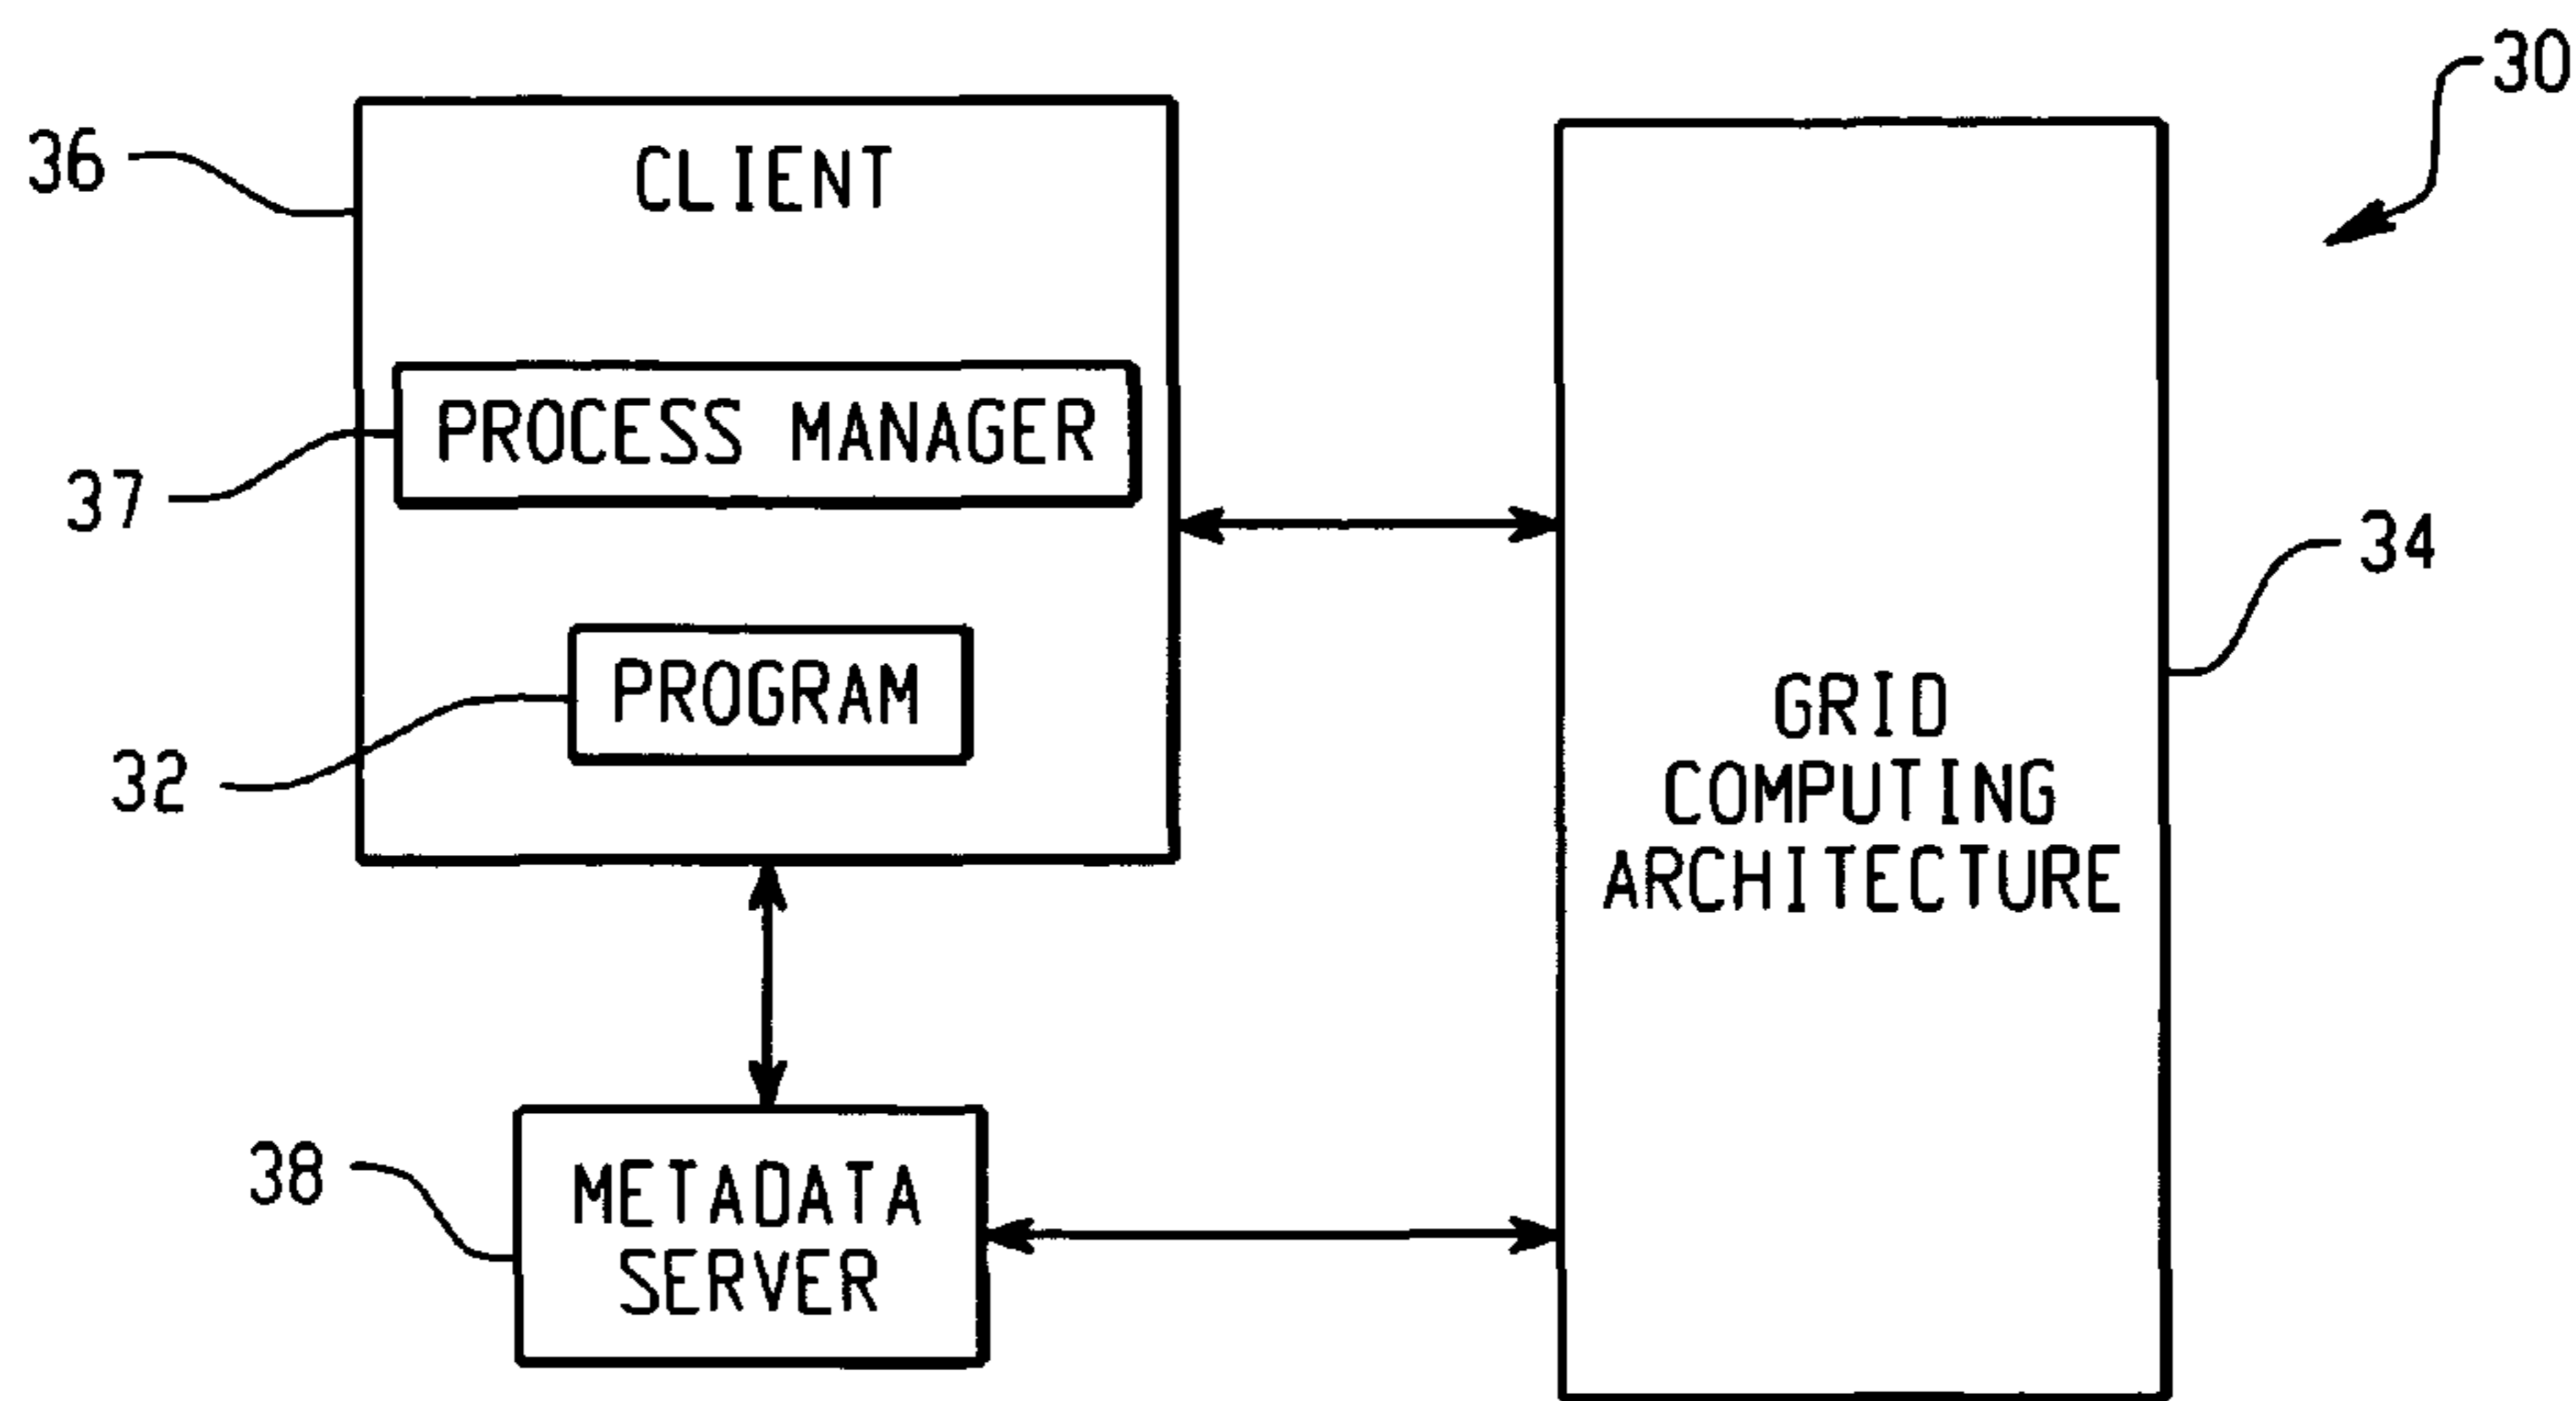 30
36
CLIENT
PROCESS MANAGER
37
34
PROGRAM
32
GRID
COMPUTING
ARCHITECTURE
38
METADATA
SERVER